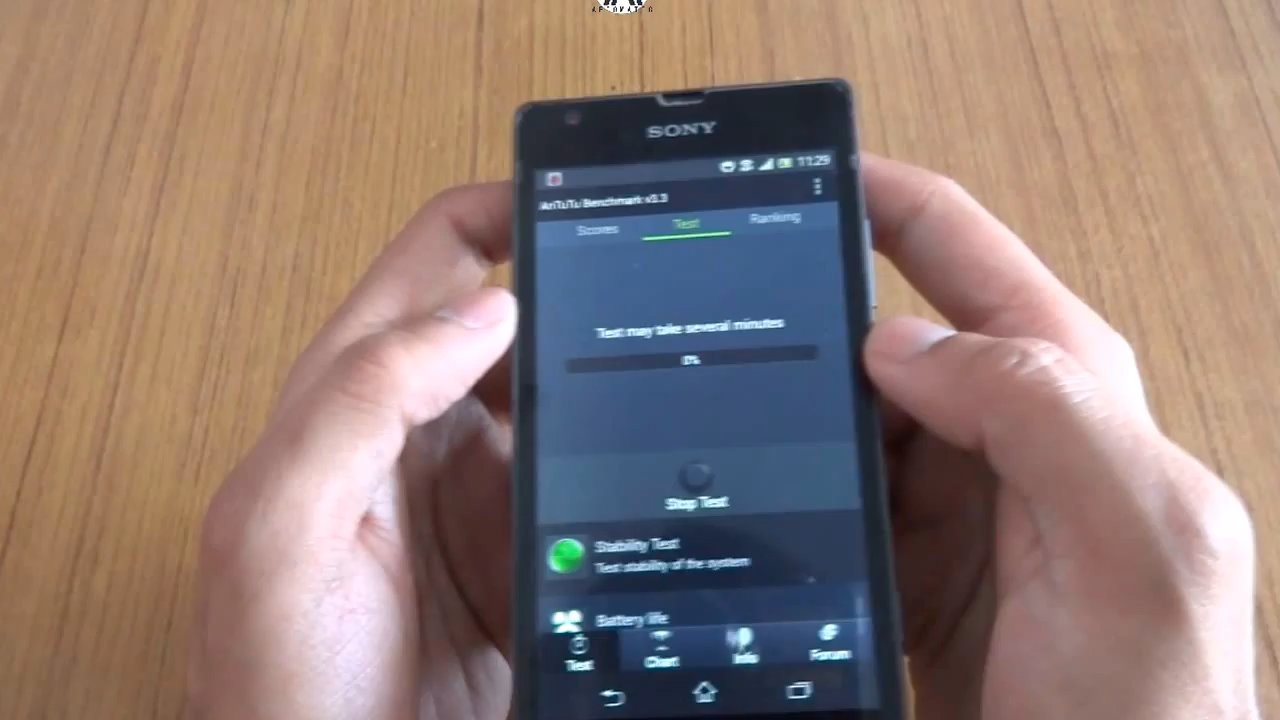 SONY
11:29
AnTuTu Benchmark v3.3
Scores Test Ranking
Test may take several minutes
0%
Stop Test
Stability Test
Test stability of the system
Battery life
Test Chart Info Forum